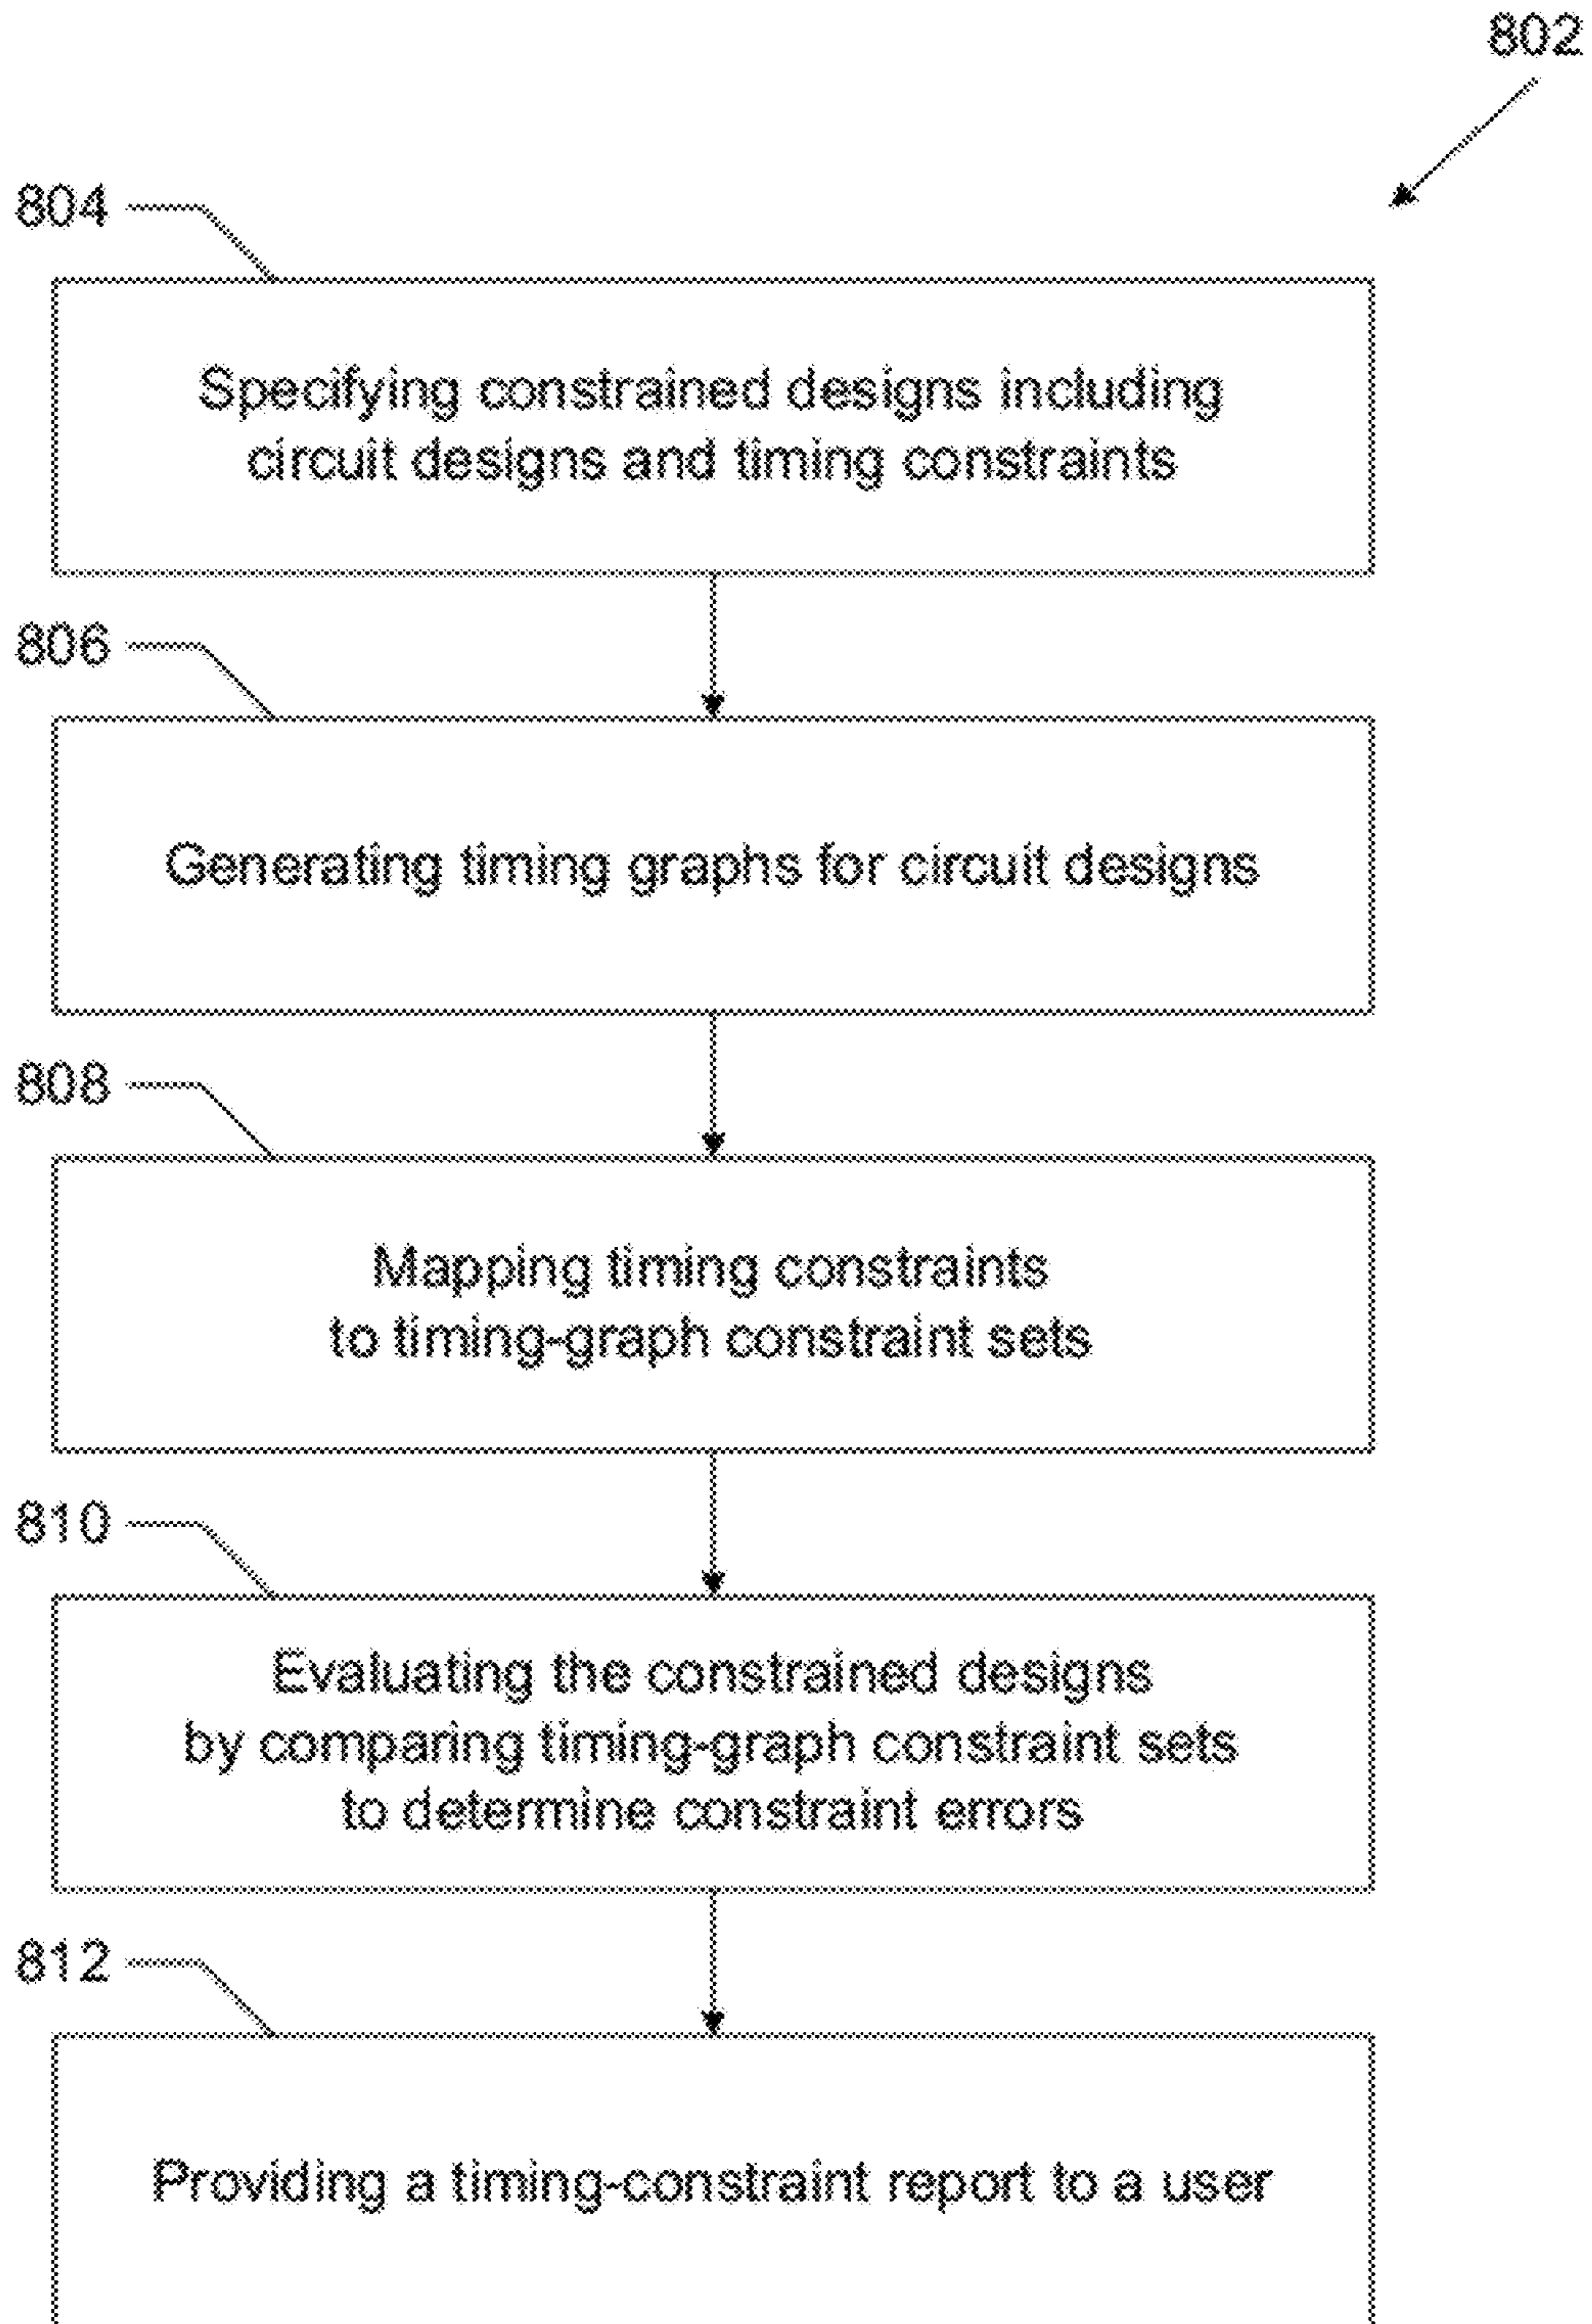 802
804
Specifying constrained designs including
circuit designs and timing constraints
806
Generating timing graphs for circuit designs
808
Mapping timing constraints
to timing-graph constraint sets
810
Evaluating the constrained designs
by comparing timing-graph constraint sets
to determine constraint errors
812
Providing a timing-constraint report to a user